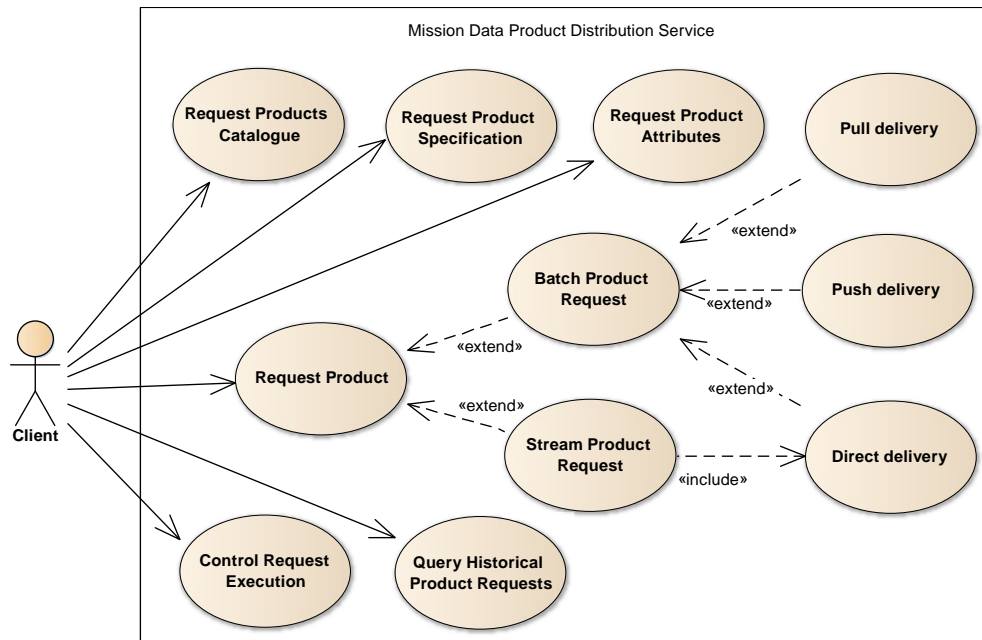 Mission Data Product Distribution Service
Request Products
Catalogue
Request Product
Specification
Request Product
Attributes
Pull delivery
«extend»
Batch Product
Request
«extend»
Push delivery
«extend»
Request Product
«extend»
«extend»
Stream Product
Request
«include»
Direct delivery
Client
Control Request
Execution
Query Historical
Product Requests